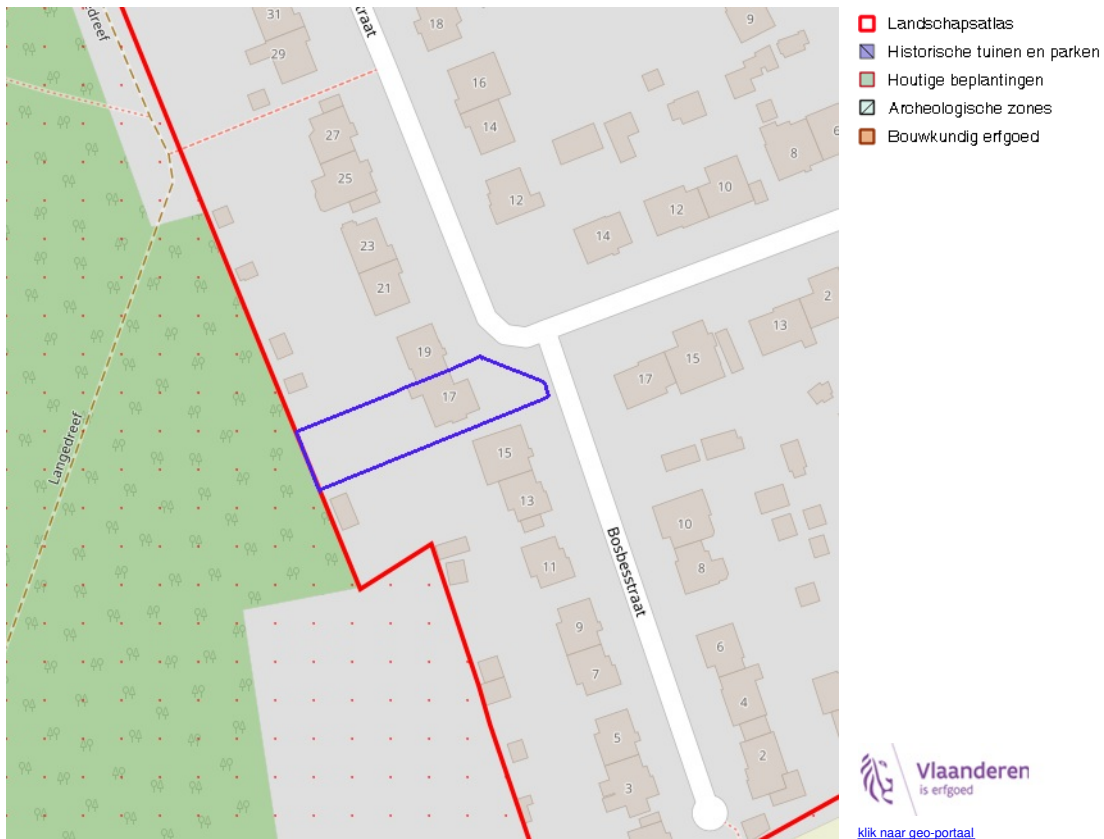 Landschapsatlas
Historische tuinen en parken
Houtige beplantingen
Archeologische zones
Bouwkundig erfgoed
31
29
Langedreef
straat
18
9
16
14
27
25
12
8
6
10
12
14
23
21
2
13
15
17
19
17
Langedreef
15
13
10
8
11
Bosbesstraat
9
7
6
4
2
5
3
Vlaanderen
is erfgoed
klik naar geo-portaal